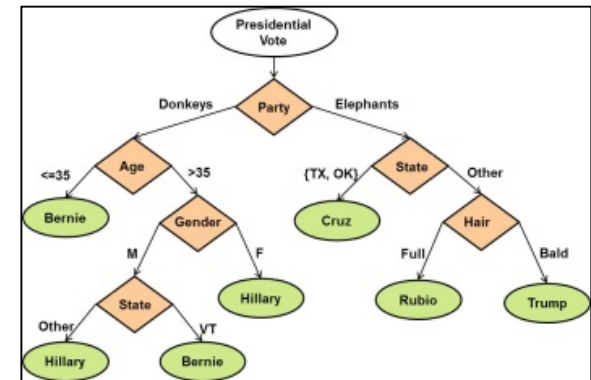 Presidential
Vote
Donkeys
Party
Elephants
Age
State
<=35
>35
{TX, OK}
Other
Bernie
Gender
Cruz
Hair
M
F
Full
Bald
State
Hillary
Rubio
Trump
Other
VT
Hillary
Bernie